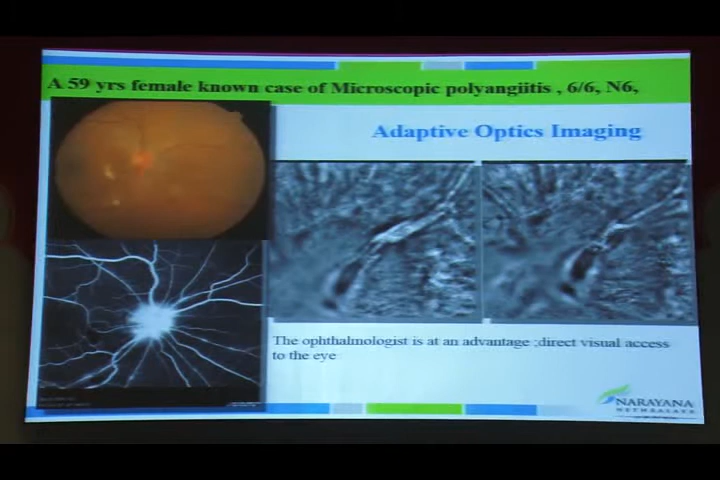 A 59 yrs female known case of Microscopic polyangiitis , 6/6, N6,
Adaptive Optics Imaging
The ophthalmologist is at an advantage ;direct visual access
to the eye
NARAYANA
NETHRALAYA